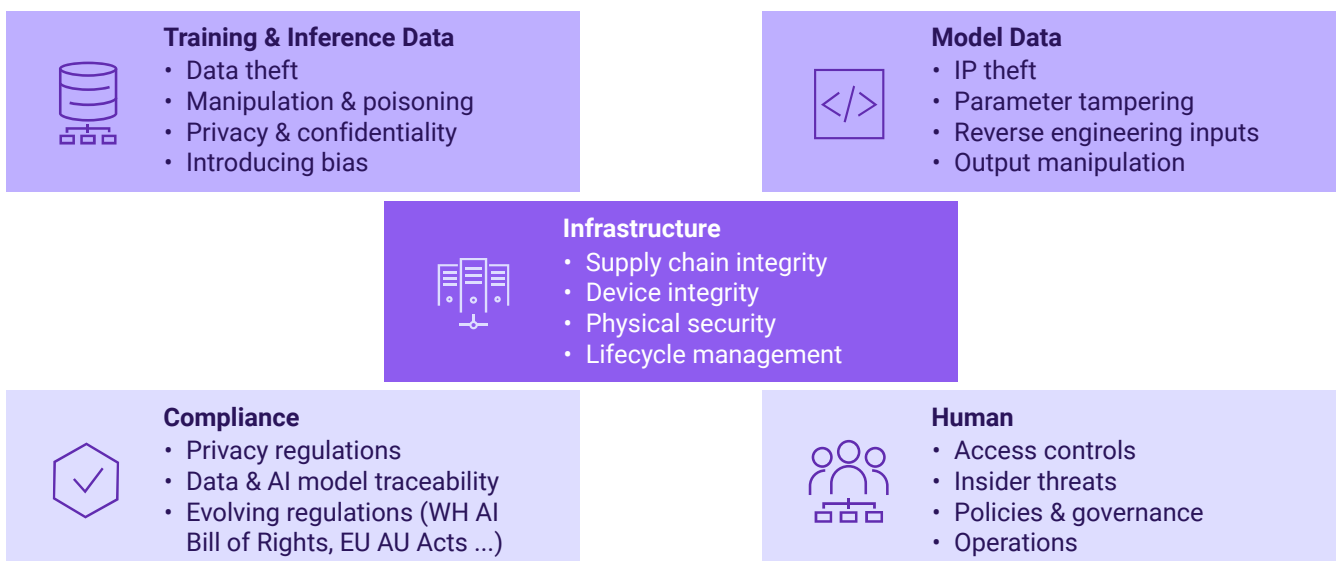 Training & Inference Data
• Data theft
• Manipulation & poisoning
• Privacy & confidentiality
• Introducing bias
Model Data
• IP theft
• Parameter tampering
• Reverse engineering inputs
• Output manipulation
</>
Infrastructure
• Supply chain integrity
• Device integrity
• Physical security
• Lifecycle management
Compliance
• Privacy regulations
• Data & AI model traceability
• Evolving regulations (WH AI
Bill of Rights, EU AU Acts ...)
Human
• Access controls
• Insider threats
• Policies & governance
• Operations